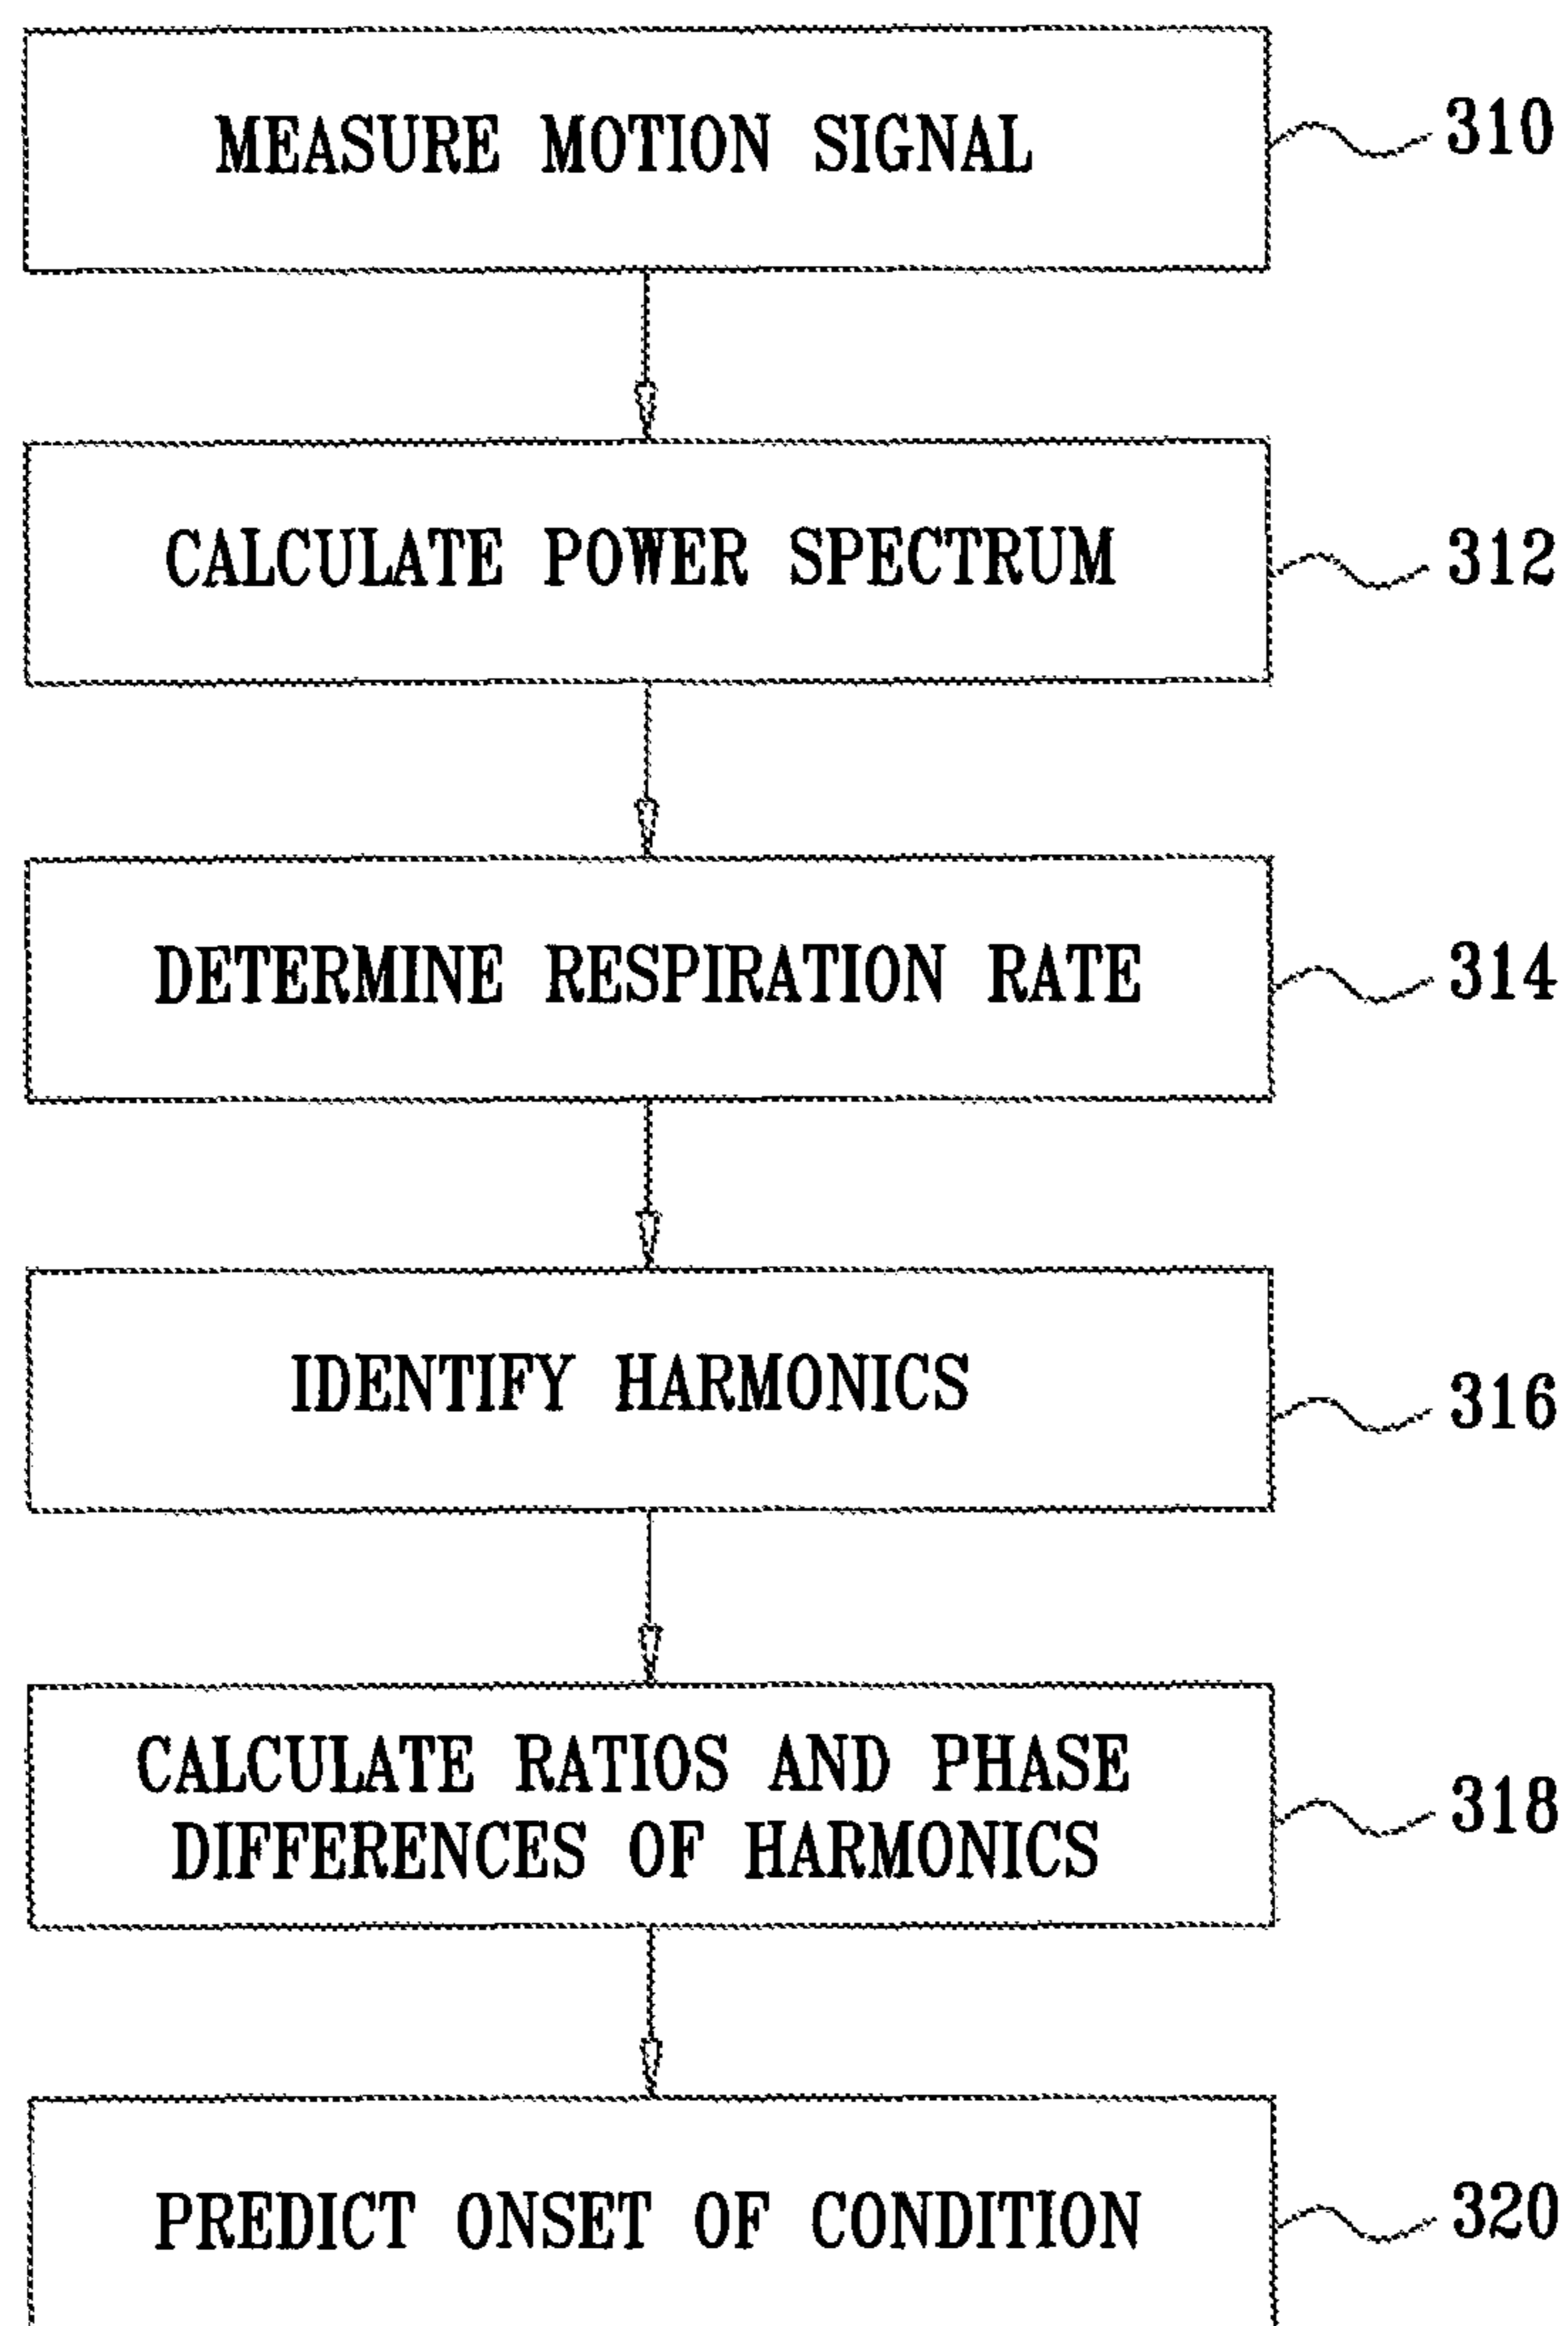 MEASURE MOTION SIGNAL
310
CALCULATE POWER SPECTRUM
312
DETERMINE RESPIRATION RATE
314
IDENTIFY HARMONICS
316
CALCULATE RATIOS AND PHASE
DIFFERENCES OF HARMONICS
318
PREDICT ONSET OF CONDITION
320